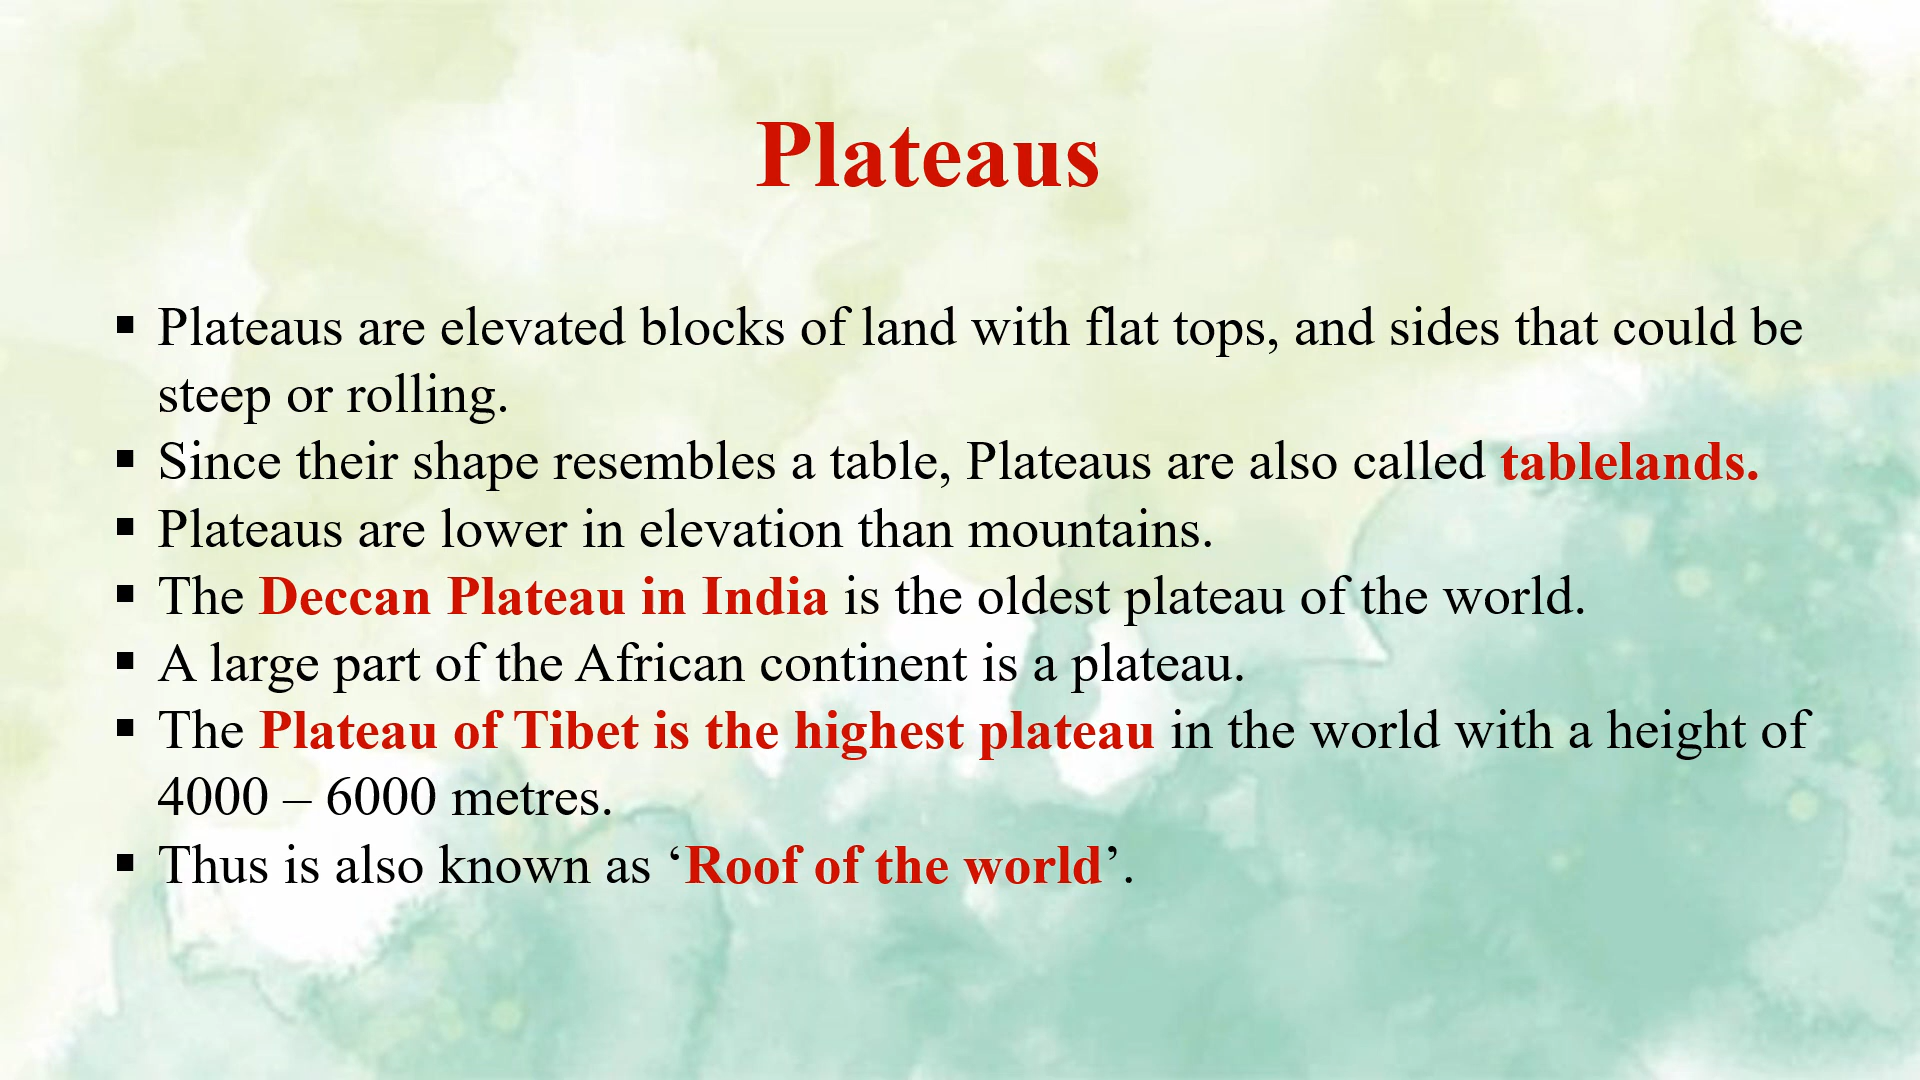 Plateaus
▪ Plateaus are elevated blocks of land with flat tops, and sides that could be
steep or rolling.
▪ Since their shape resembles a table, Plateaus are also called tablelands.
▪ Plateaus are lower in elevation than mountains.
▪ The Deccan Plateau in India is the oldest plateau of the world.
▪ A large part of the African continent is a plateau.
▪ The Plateau of Tibet is the highest plateau in the world with a height of
4000 – 6000 metres.
▪ Thus is also known as ‘Roof of the world’.